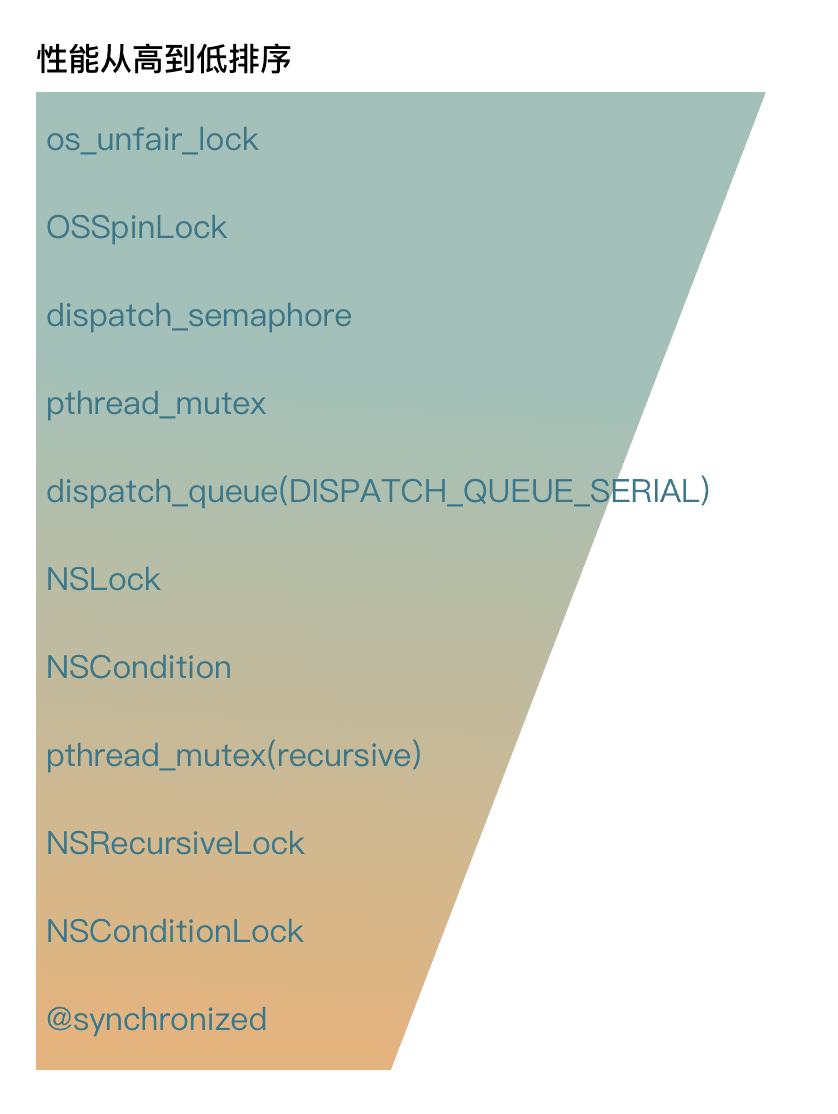 性能从高到低排序
os_unfair_lock
OSSpinLock
dispatch_semaphore
pthread_mutex
dispatch_queue(DISPATCH_QUEUE_SERIAL)
NSLock
NSCondition
pthread_mutex(recursive)
NSRecursiveLock
NSConditionLock
@synchronized